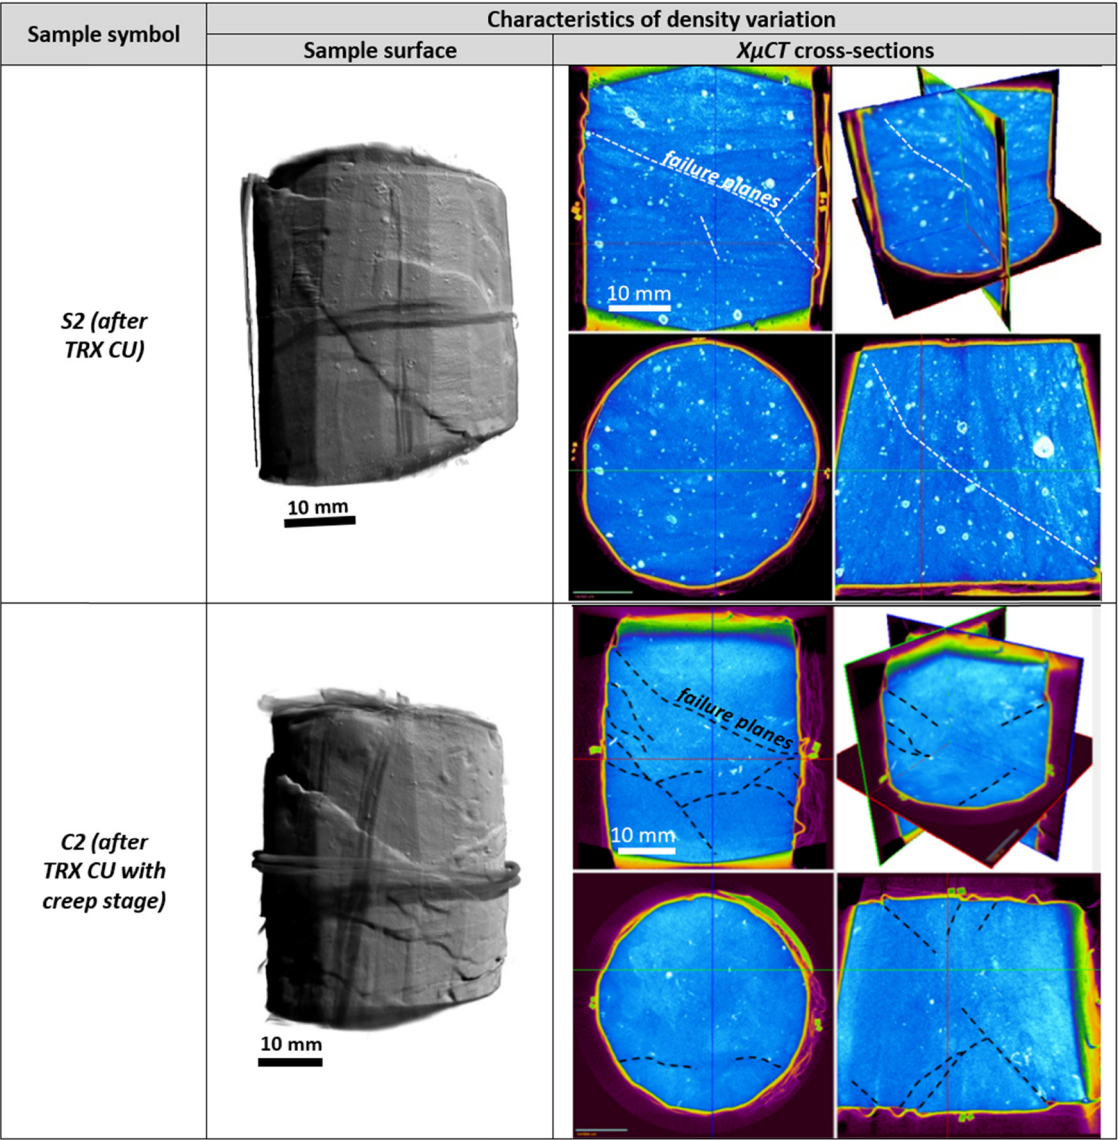 Sample symbol
Characteristics of density variation
Sample surface
XμCT cross-sections
S2 (after
TRX CU)
10 mm
failure planes
10 mm
C2 (after
TRX CU with
creep stage)
10 mm
failure planes
10 mm